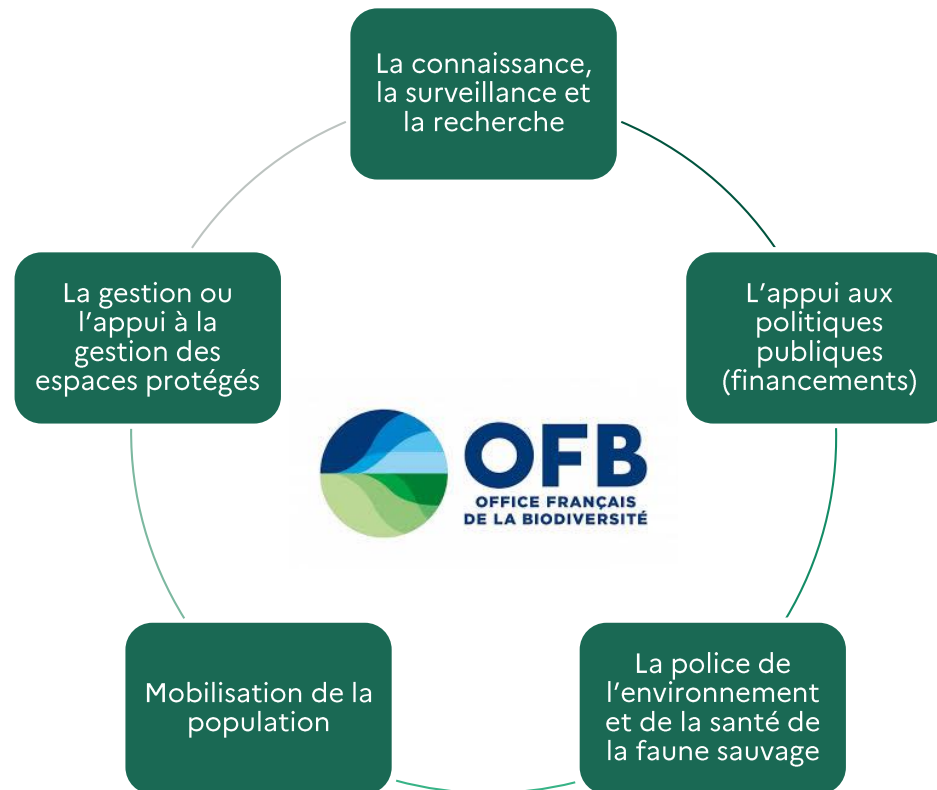 La connaissance,
la surveillance et
la recherche
La gestion ou
l’appui à la
gestion des
espaces protégés
L’appui aux
politiques
publiques
(financements)
OFB
OFFICE FRANÇAIS
DE LA BIODIVERSITÉ
Mobilisation de la
population
La police de
l’environnement
et de la santé de
la faune sauvage